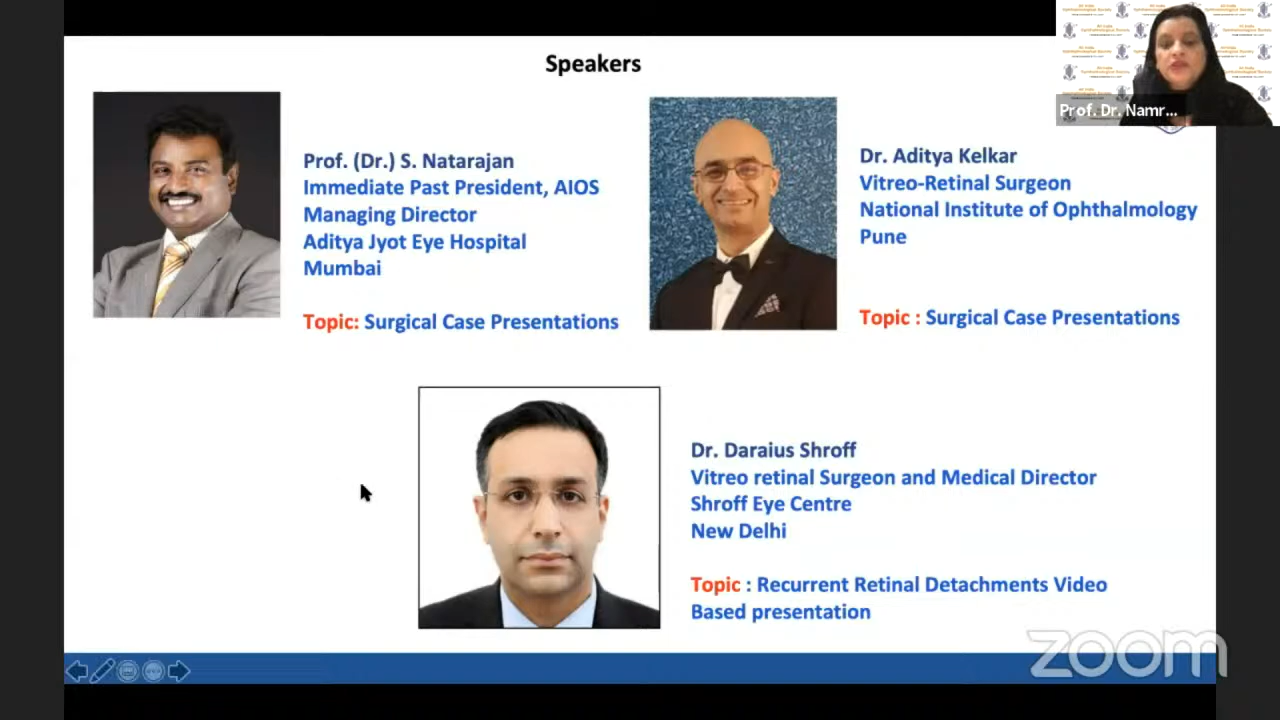 Speakers
Prof. Dr. Namr...
Prof. (Dr.) S. Natarajan
Immediate Past President, AIOS
Managing Director
Aditya Jyot Eye Hospital
Mumbai
Topic: Surgical Case Presentations
Dr. Aditya Kelkar
Vitreo-Retinal Surgeon
National Institute of Ophthalmology
Pune
Topic : Surgical Case Presentations
Dr. Daraius Shroff
Vitreo retinal Surgeon and Medical Director
Shroff Eye Centre
New Delhi
Topic : Recurrent Retinal Detachments Video
Based presentation
zoom